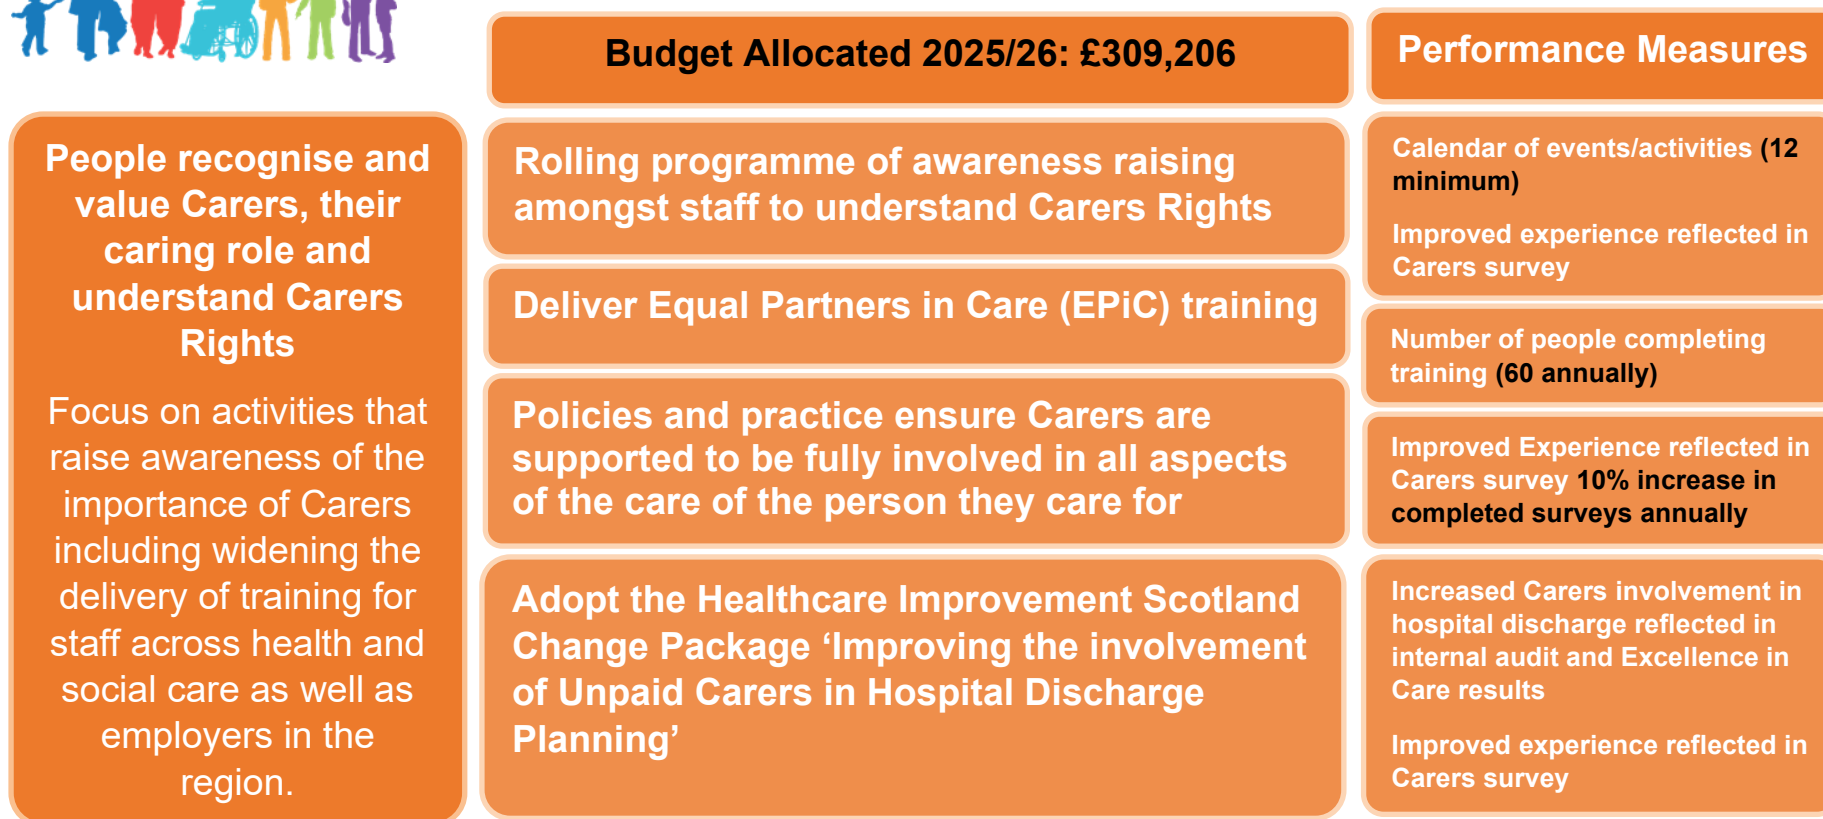 Budget Allocated 2025/26: £309,206
Performance Measures
People recognise and
value Carers, their
caring role and
understand Carers
Rights
Focus on activities that
raise awareness of the
importance of Carers
including widening the
delivery of training for
staff across health and
social care as well as
employers in the
region.
Rolling programme of awareness raising
amongst staff to understand Carers Rights
Calendar of events/activities (12
minimum)
Improved experience reflected in
Carers survey
Deliver Equal Partners in Care (EPiC) training
Number of people completing
training (60 annually)
Policies and practice ensure Carers are
supported to be fully involved in all aspects
of the care of the person they care for
Improved Experience reflected in
Carers survey 10% increase in
completed surveys annually
Adopt the Healthcare Improvement Scotland
Change Package ‘Improving the involvement
of Unpaid Carers in Hospital Discharge
Planning’
Increased Carers involvement in
hospital discharge reflected in
internal audit and Excellence in
Care results
Improved experience reflected in
Carers survey